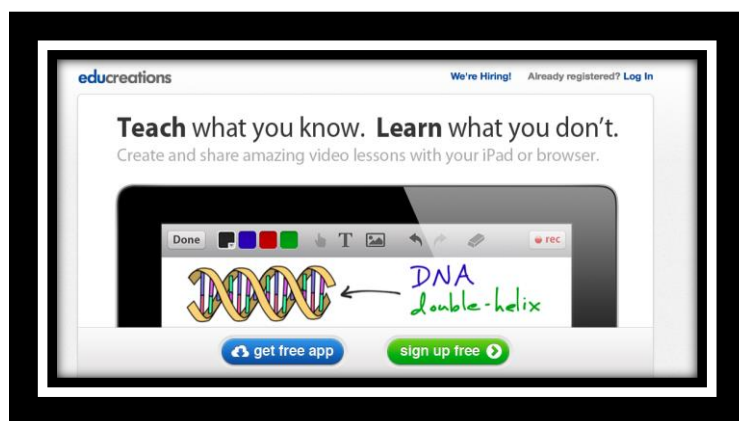 educreations
We're Hiring! Already registered? Log In
Teach what you know. Learn what you don't.
Create and share amazing video lessons with your iPad or browser.
Done T rec
DNA
double-helix
get free app sign up free